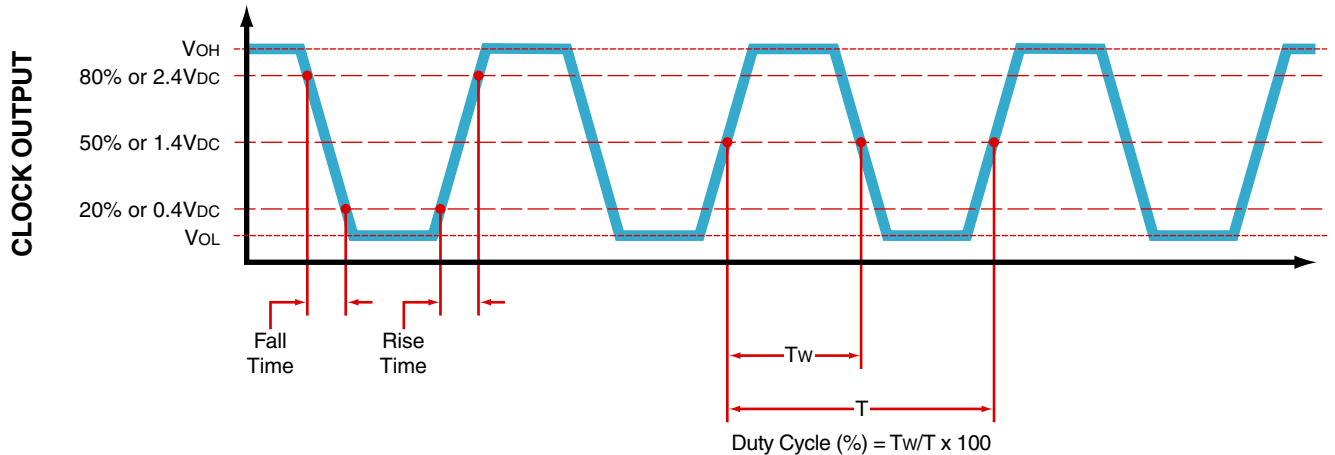 CLOCK OUTPUT
VOH
80% or 2.4VDC
50% or 1.4VDC
20% or 0.4VDC
VOL
Fall
Time
Rise
Time
TW
T
Duty Cycle (%) = TW/T x 100